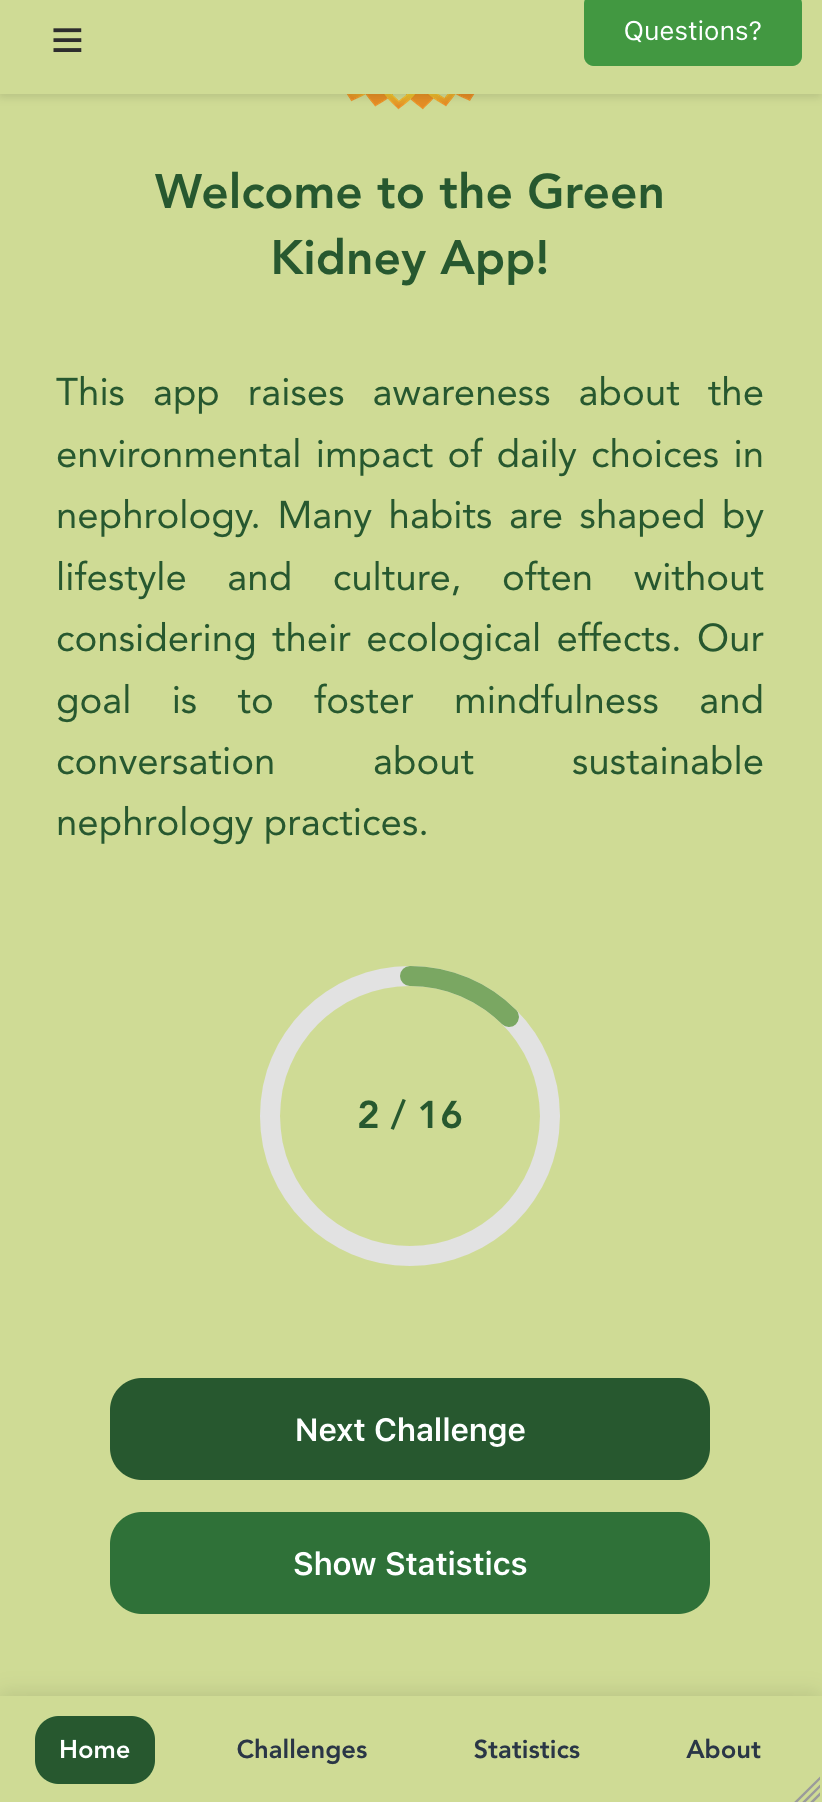 Questions?
Welcome to the Green
Kidney App!
This app raises awareness about the
environmental impact of daily choices in
nephrology. Many habits are shaped by
lifestyle and culture, often without
considering their ecological effects. Our
goal is to foster mindfulness and
conversation about sustainable
nephrology practices.
2 / 16
Next Challenge
Show Statistics
Home Challenges Statistics About